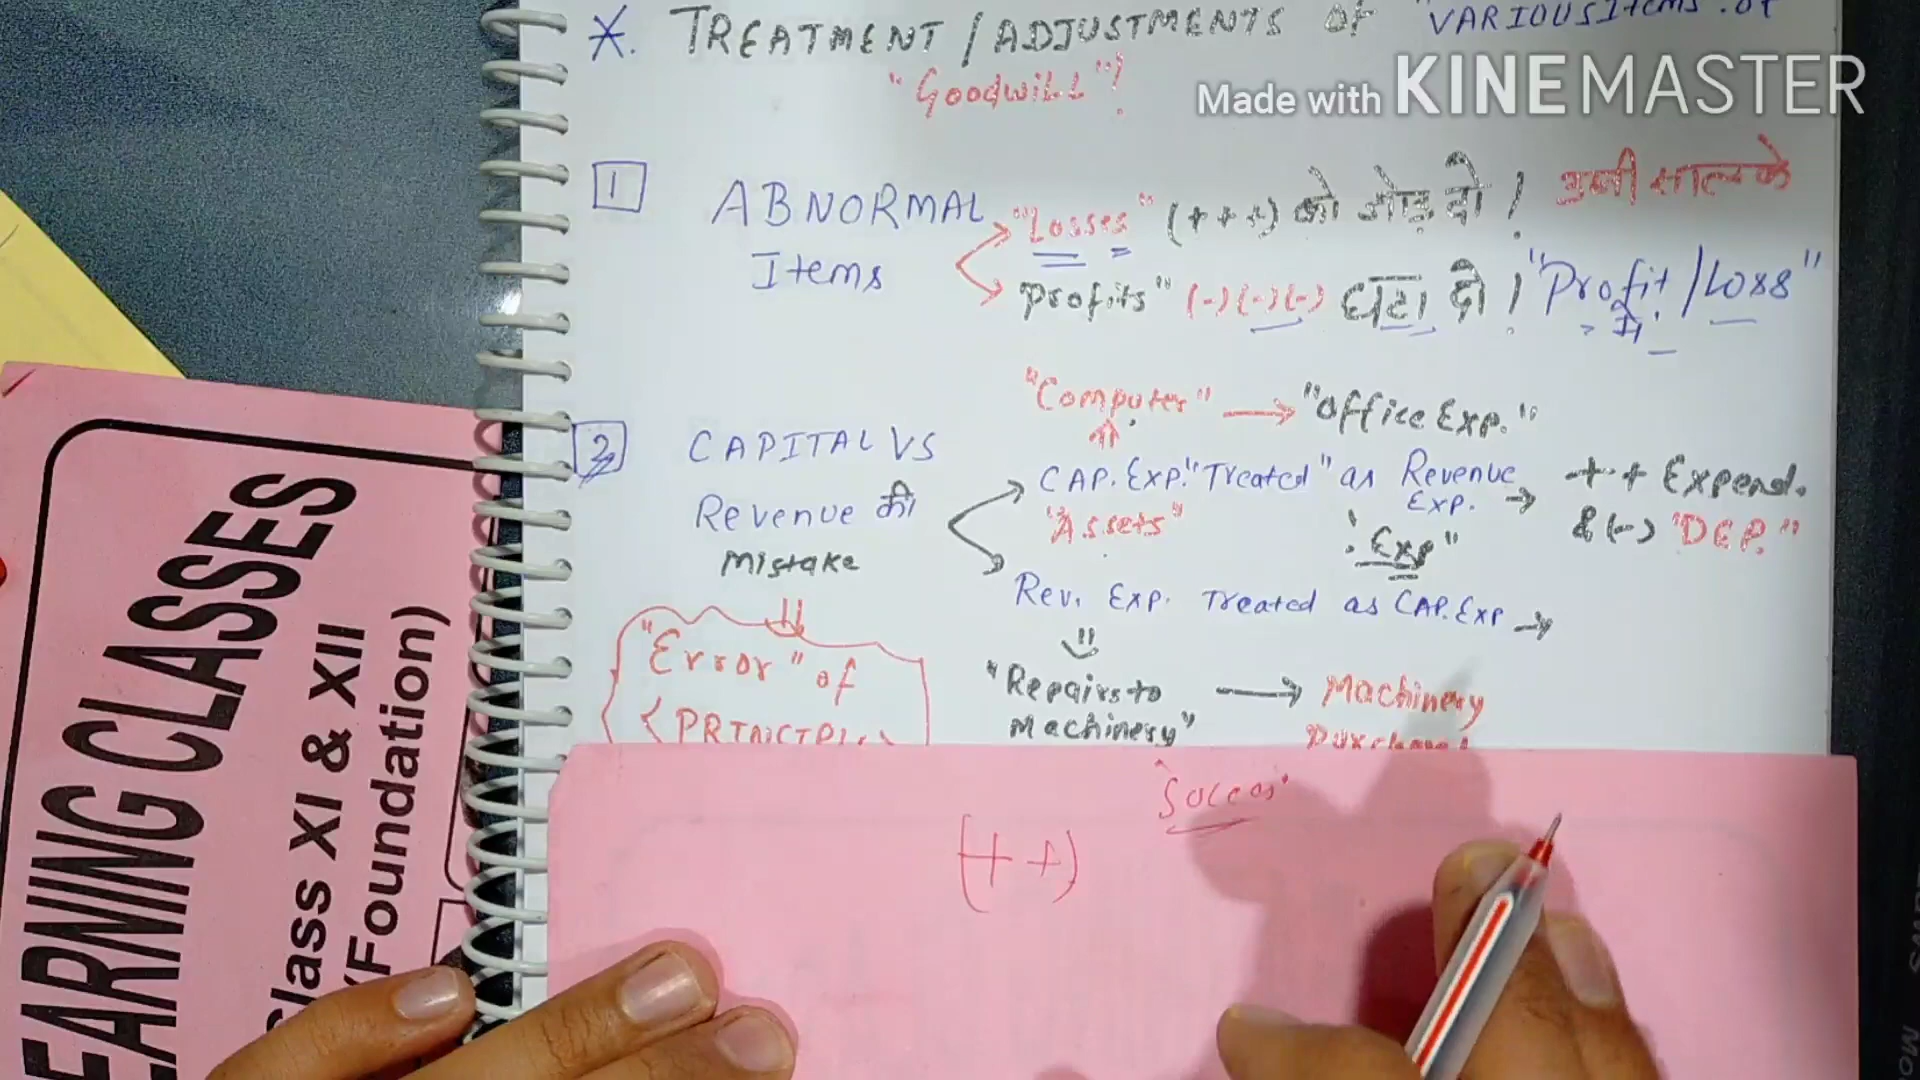 *. TREATMENT / ADJUSTMENTS OF "VARIOUS Items of
"GoodwiLL"!
Made with KINEMASTER
1 ABNORMAL Items
"Losses" (+++) को जोड़ दो! उसी साल के
Profits" (-)(-)(-) घटा दो! "Profit/Loss"
में
"Computer" → "Office Exp."
2 CAPITAL VS Revenue की Mistake
CAP. EXP. "Treated" as Revenue Exp. → ++ Expend.
"Assets" "Exp" & (-) "DEP."
Rev. Exp. Treated as CAP. Exp →
"Error" of
"Repairs to Machinery" → Machinery
(++)
EARNING CLASSES
Class XI & XII
(Foundation)